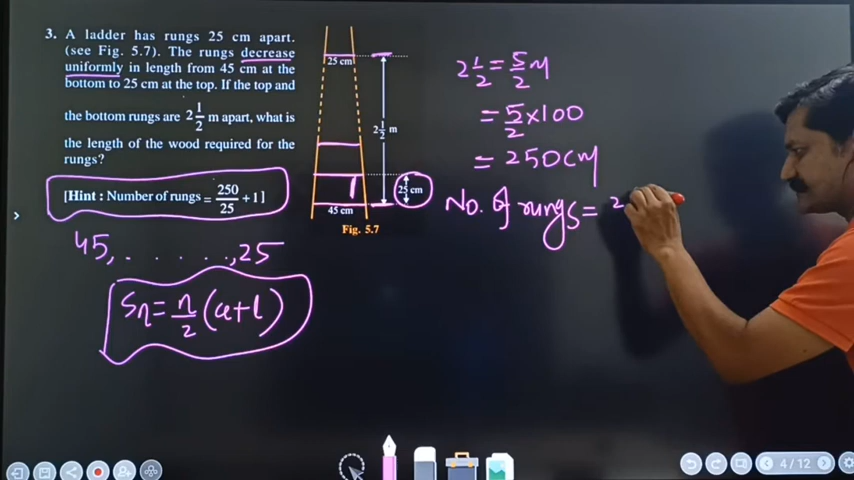 3. A ladder has rungs 25 cm apart.
(see Fig. 5.7). The rungs decrease
uniformly in length from 45 cm at the
bottom to 25 cm at the top. If the top and
the bottom rungs are 2 1/2 m apart, what is
the length of the wood required for the
rungs?
[Hint : Number of rungs = 250/25 + 1]
45, . . . . . ., 25
Sn = n/2 (a+l)
25 cm
2 1/2 m
25 cm
45 cm
Fig. 5.7
2 1/2 = 5/2 m
= 5/2 × 100
= 250 cm
No. of rungs = 2
4 / 12